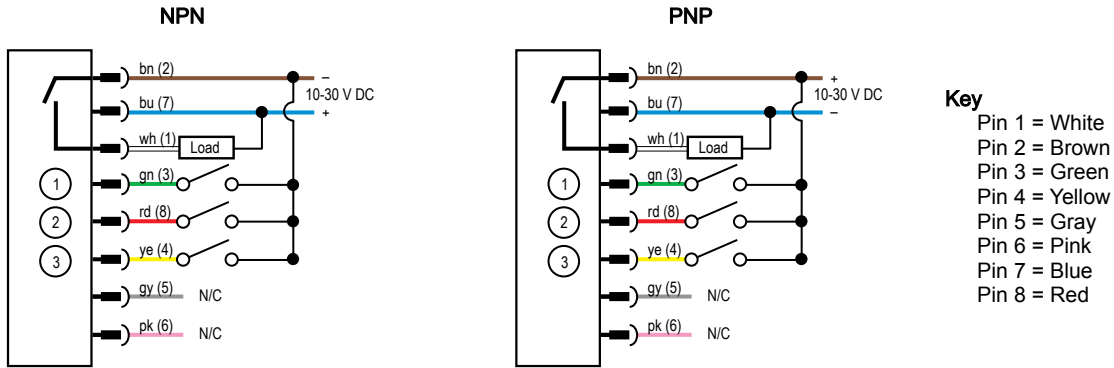 NPN
bn (2)
–
10-30 V DC
bu (7)
+
wh (1)
Load
1
gn (3)
2
rd (8)
3
ye (4)
gy (5)
N/C
pk (6)
N/C
PNP
bn (2)
+
10-30 V DC
bu (7)
–
wh (1)
Load
1
gn (3)
2
rd (8)
3
ye (4)
gy (5)
N/C
pk (6)
N/C
Key
Pin 1 = White
Pin 2 = Brown
Pin 3 = Green
Pin 4 = Yellow
Pin 5 = Gray
Pin 6 = Pink
Pin 7 = Blue
Pin 8 = Red